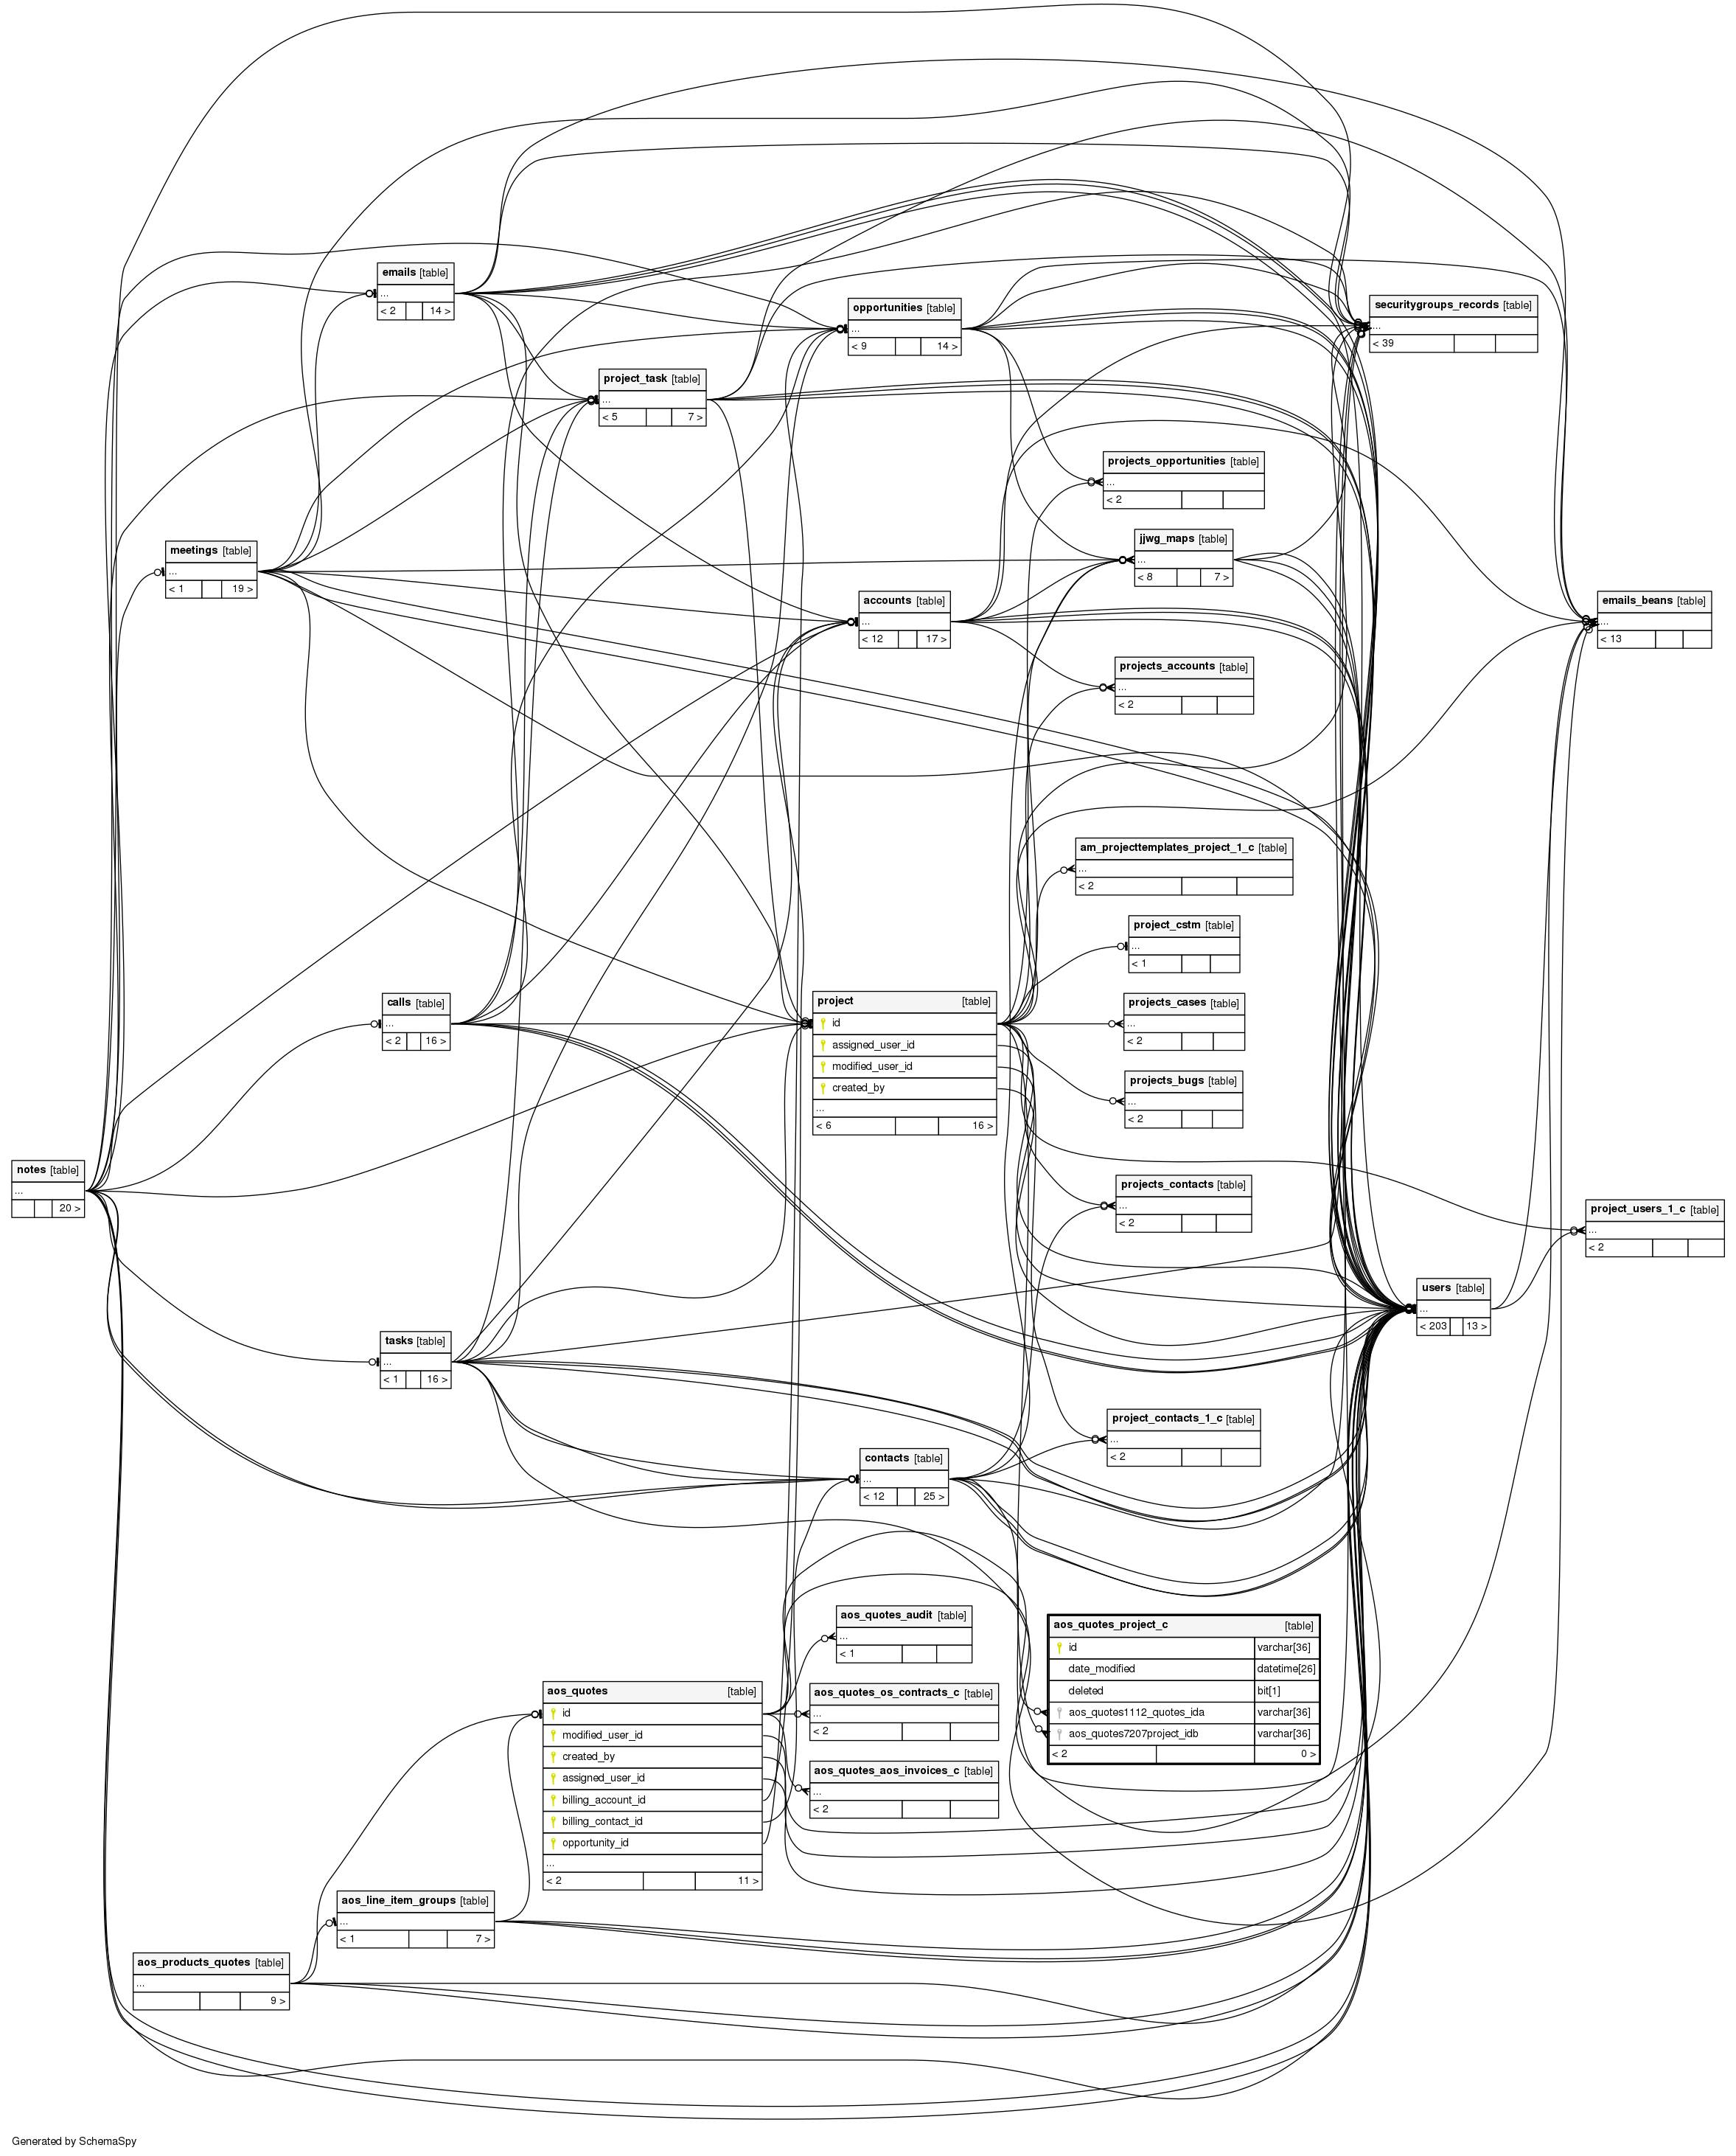 emails [table]
...
< 2 14 >
opportunities [table]
...
< 9 14 >
securitygroups_records [table]
...
< 39
project_task [table]
...
< 5 7 >
projects_opportunities [table]
...
< 2
jjwg_maps [table]
...
< 8 7 >
meetings [table]
...
< 1 19 >
accounts [table]
...
< 12 17 >
emails_beans [table]
...
< 13
projects_accounts [table]
...
< 2
am_projecttemplates_project_1_c [table]
...
< 2
project_cstm [table]
...
< 1
calls [table]
...
< 2 16 >
project [table]
id
assigned_user_id
modified_user_id
created_by
...
< 6 16 >
projects_cases [table]
...
< 2
projects_bugs [table]
...
< 2
notes [table]
...
20 >
projects_contacts [table]
...
< 2
project_users_1_c [table]
...
< 2
users [table]
...
< 203 13 >
tasks [table]
...
< 1 16 >
project_contacts_1_c [table]
...
< 2
contacts [table]
...
< 12 25 >
aos_quotes_audit [table]
...
< 1
aos_quotes_project_c [table]
id varchar[36]
date_modified datetime[26]
deleted bit[1]
aos_quotes1112_quotes_ida varchar[36]
aos_quotes7207project_idb varchar[36]
< 2 0 >
aos_quotes [table]
id
modified_user_id
created_by
assigned_user_id
billing_account_id
billing_contact_id
opportunity_id
...
< 2 11 >
aos_quotes_os_contracts_c [table]
...
< 2
aos_quotes_aos_invoices_c [table]
...
< 2
aos_line_item_groups [table]
...
< 1 7 >
aos_products_quotes [table]
...
9 >
Generated by SchemaSpy